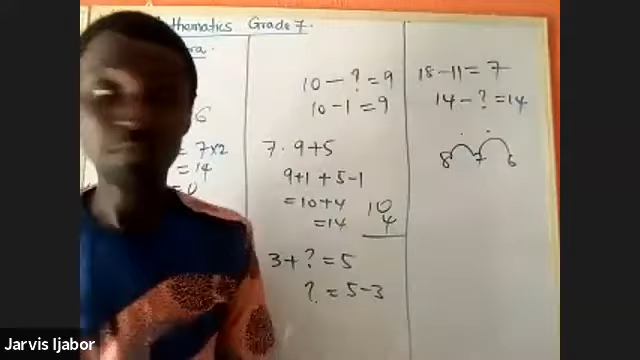 thematics Grade 7.
ra.
6
= 7x2
= 14
= 0
10 - ? = 9
10 - 1 = 9
7. 9+5
9+1 + 5-1
= 10+4
= 14
10
4
3 + ? = 5
? = 5-3
18-11 = 7
14 - ? = 14
8 7 6
Jarvis Ijabor